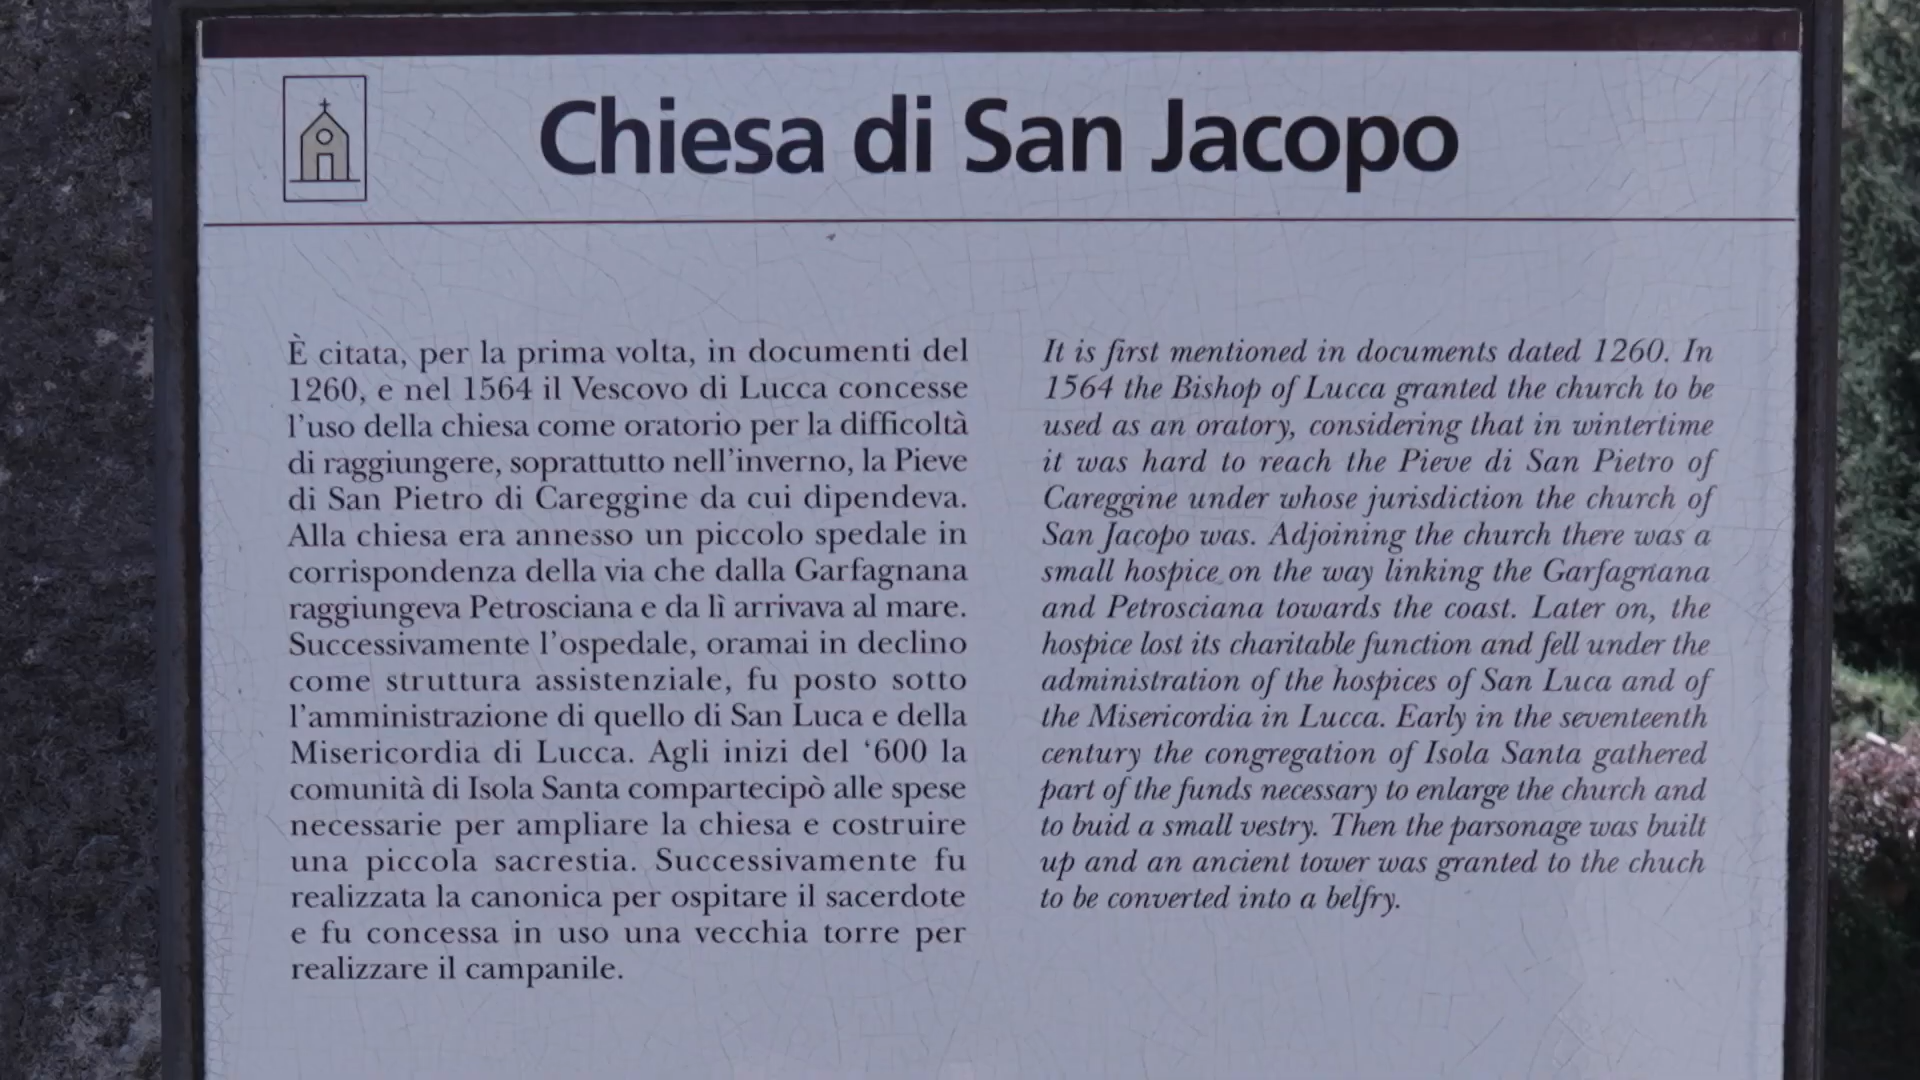 Chiesa di San Jacopo
È citata, per la prima volta, in documenti del
1260, e nel 1564 il Vescovo di Lucca concesse
l'uso della chiesa come oratorio per la difficoltà
di raggiungere, soprattutto nell'inverno, la Pieve
di San Pietro di Careggine da cui dipendeva.
Alla chiesa era annesso un piccolo spedale in
corrispondenza della via che dalla Garfagnana
raggiungeva Petrosciana e da lì arrivava al mare.
Successivamente l'ospedale, oramai in declino
come struttura assistenziale, fu posto sotto
l'amministrazione di quello di San Luca e della
Misericordia di Lucca. Agli inizi del ‘600 la
comunità di Isola Santa compartecipò alle spese
necessarie per ampliare la chiesa e costruire
una piccola sacrestia. Successivamente fu
realizzata la canonica per ospitare il sacerdote
e fu concessa in uso una vecchia torre per
realizzare il campanile.
It is first mentioned in documents dated 1260. In
1564 the Bishop of Lucca granted the church to be
used as an oratory, considering that in wintertime
it was hard to reach the Pieve di San Pietro of
Careggine under whose jurisdiction the church of
San Jacopo was. Adjoining the church there was a
small hospice on the way linking the Garfagnana
and Petrosciana towards the coast. Later on, the
hospice lost its charitable function and fell under the
administration of the hospices of San Luca and of
the Misericordia in Lucca. Early in the seventeenth
century the congregation of Isola Santa gathered
part of the funds necessary to enlarge the church and
to buid a small vestry. Then the parsonage was built
up and an ancient tower was granted to the chuch
to be converted into a belfry.